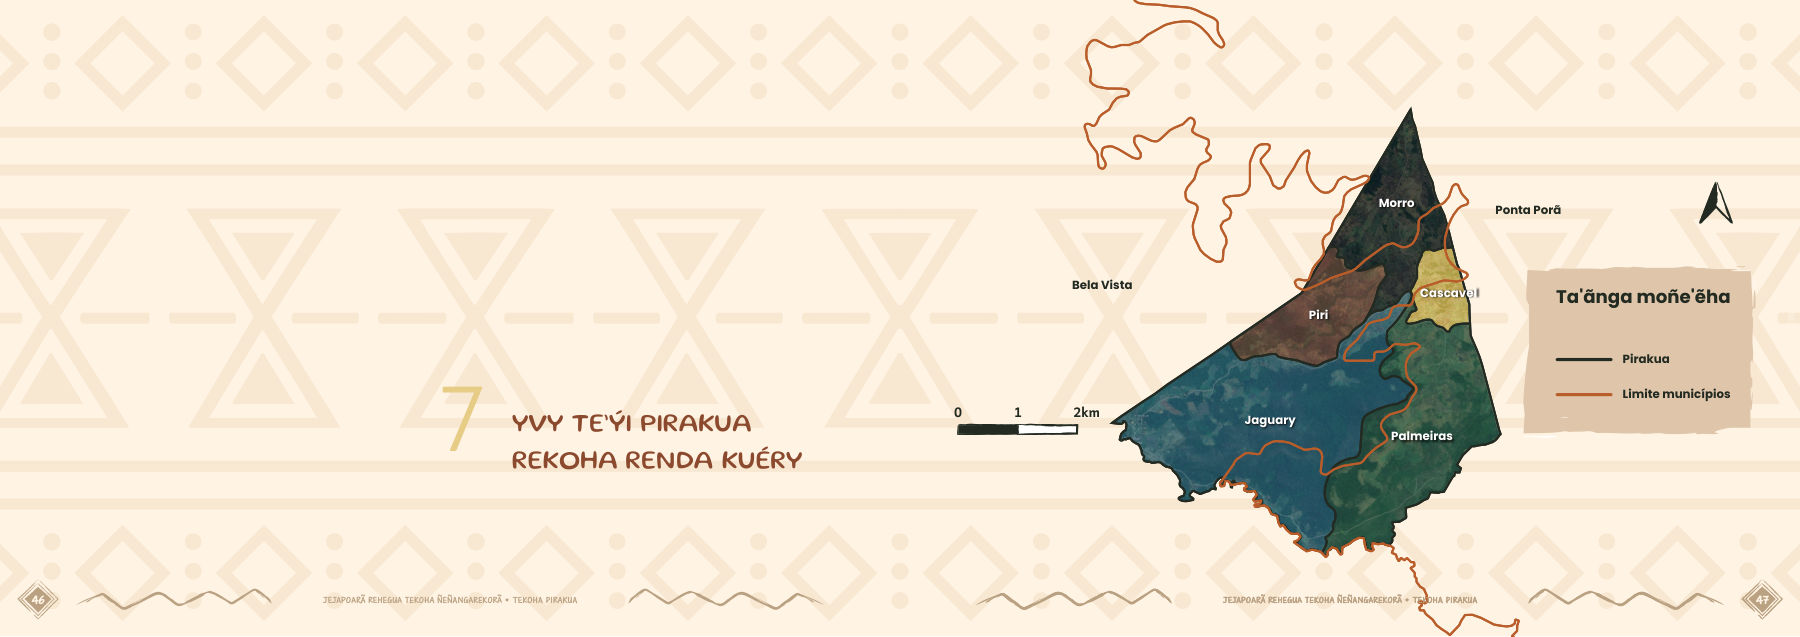 7
YVY TE'ÝI PIRAKUA
REKOHA RENDA KUÉRY
46
JEJAPOARÃ REHEGUA TEKOHA ÑEÑANGAREKORÃ • TEKOHA PIRAKUA
Morro
Ponta Porã
Bela Vista
Cascavel
Piri
Jaguary
Palmeiras
0 1 2km
Ta'ãnga moñe'ẽha
Pirakua
Limite municípios
JEJAPOARÃ REHEGUA TEKOHA ÑEÑANGAREKORÃ • TEKOHA PIRAKUA
47